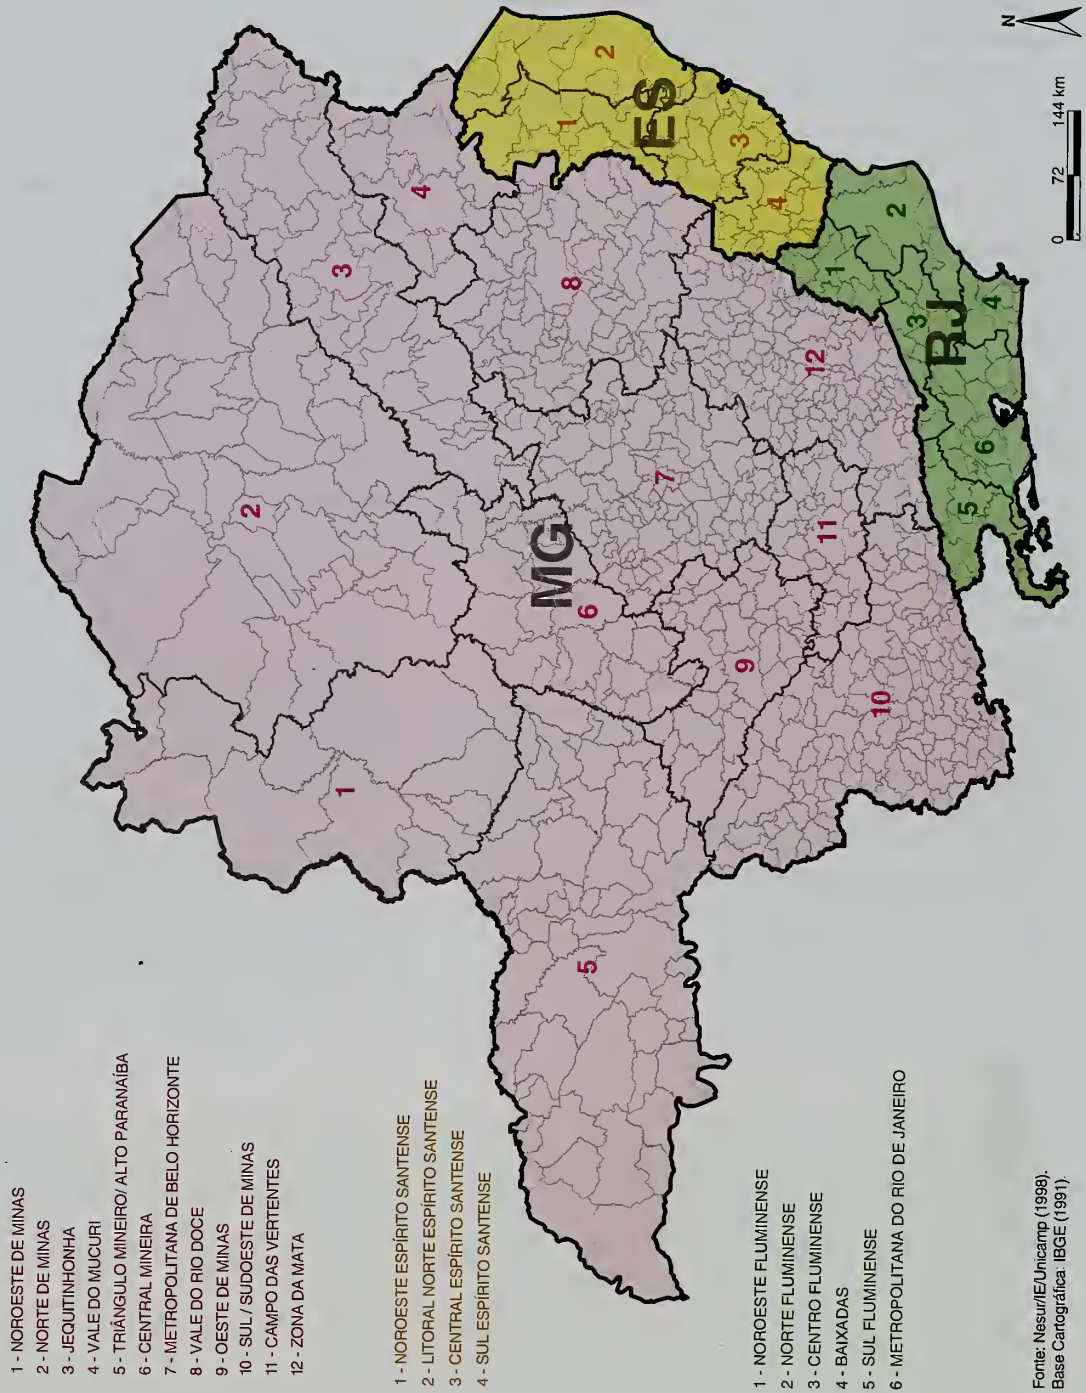 1 - NOROESTE DE MINAS
2 - NORTE DE MINAS
3 - JEQUITINHONHA
4 - VALE DO MUCURI
5 - TRIÂNGULO MINEIRO/ ALTO PARANAÍBA
6 - CENTRAL MINEIRA
7 - METROPOLITANA DE BELO HORIZONTE
8 - VALE DO RIO DOCE
9 - OESTE DE MINAS
10 - SUL / SUDOESTE DE MINAS
11 - CAMPO DAS VERTENTES
12 - ZONA DA MATA
1 - NOROESTE ESPÍRITO SANTENSE
2 - LITORAL NORTE ESPÍRITO SANTENSE
3 - CENTRAL ESPÍRITO SANTENSE
4 - SUL ESPÍRITO SANTENSE
1 - NOROESTE FLUMINENSE
2 - NORTE FLUMINENSE
3 - CENTRO FLUMINENSE
4 - BAIXADAS
5 - SUL FLUMINENSE
6 - METROPOLITANA DO RIO DE JANEIRO
Fonte: Nesur/IE/Unicamp (1998).
Base Cartográfica: IBGE (1991).
MG
1
2
3
4
5
6
7
8
9
10
11
12
ES
1
2
3
4
RJ
1
2
3
4
5
6
N
0 72 144 km